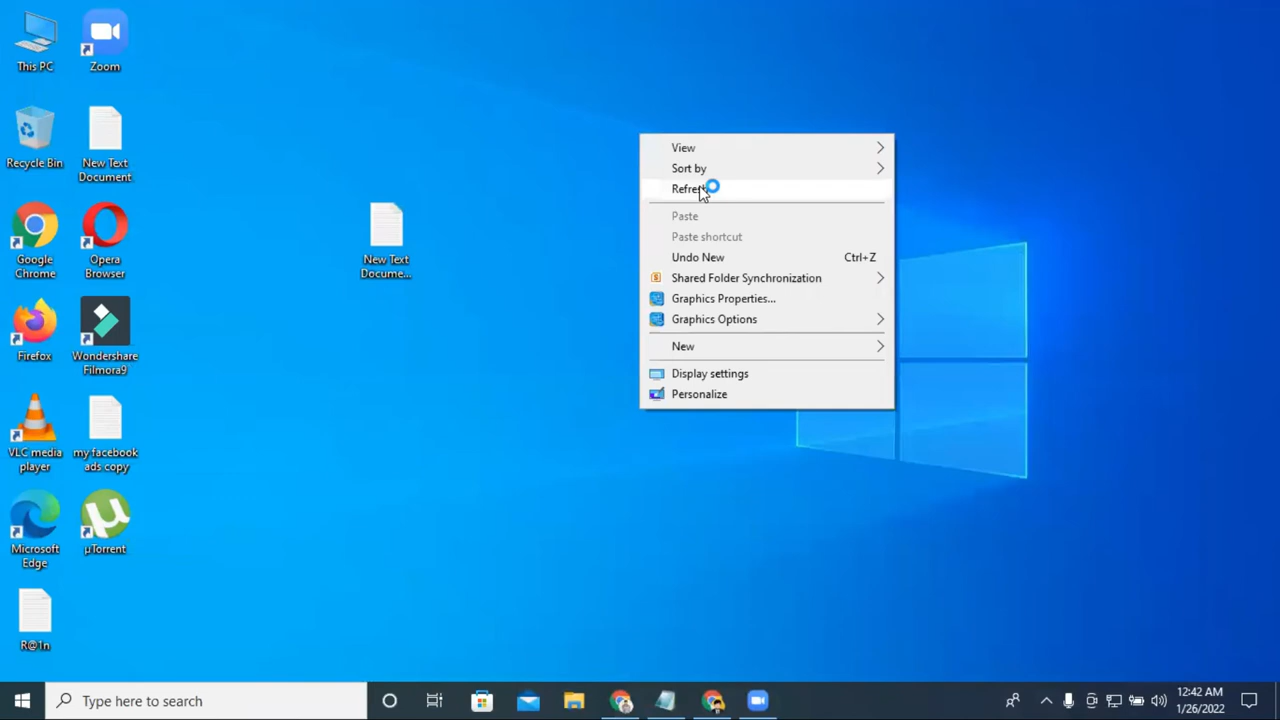 This PC
Zoom
Recycle Bin
New Text
Document
Google
Chrome
Opera
Browser
New Text
Docume...
Firefox
Wondershare
Filmora9
VLC media
player
my facebook
ads copy
Microsoft
Edge
µTorrent
R@1n
View
Sort by
Refresh
Paste
Paste shortcut
Undo New Ctrl+Z
Shared Folder Synchronization
Graphics Properties...
Graphics Options
New
Display settings
Personalize
Type here to search
12:42 AM
1/26/2022